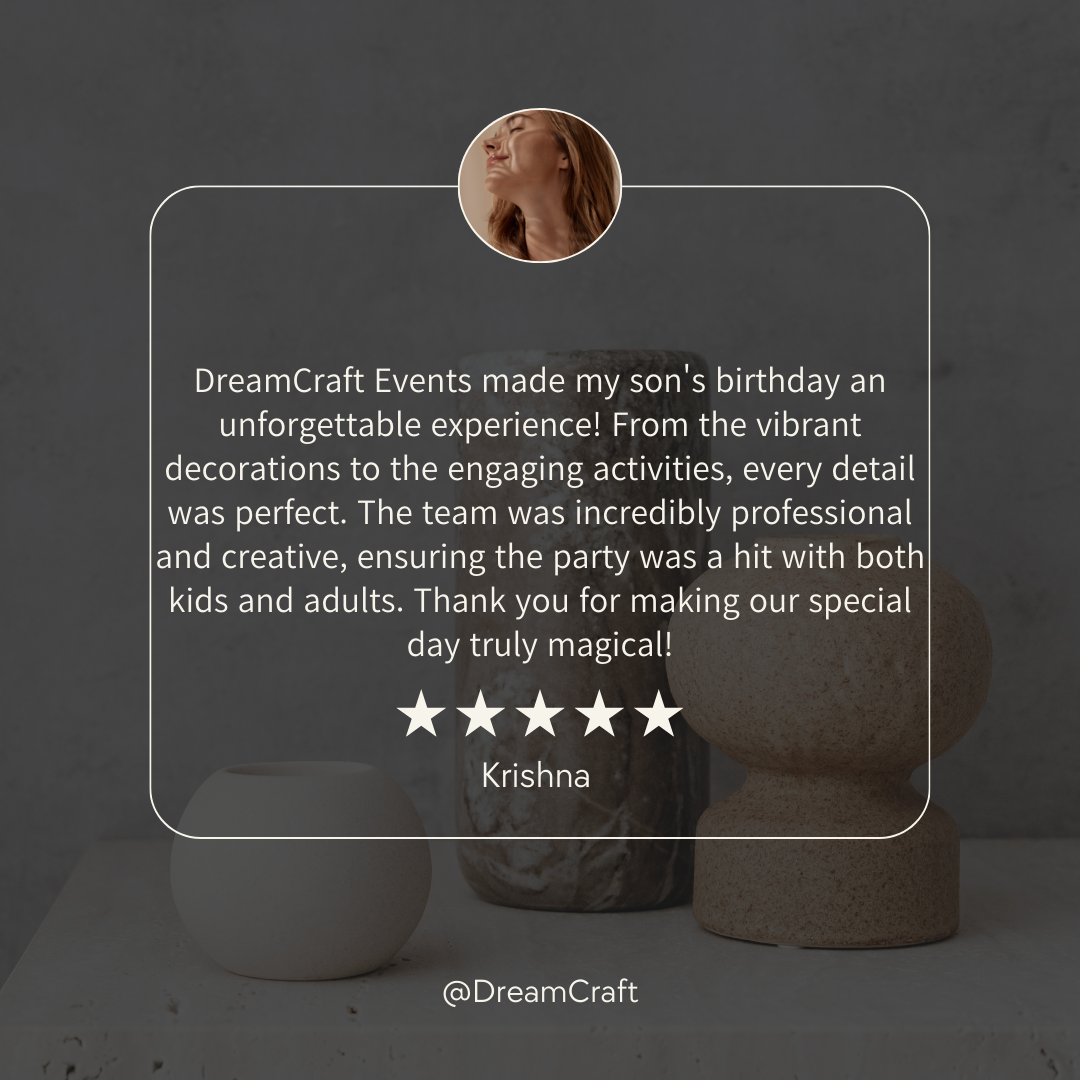 DreamCraft Events made my son's birthday an
unforgettable experience! From the vibrant
decorations to the engaging activities, every detail
was perfect. The team was incredibly professional
and creative, ensuring the party was a hit with both
kids and adults. Thank you for making our special
day truly magical!
Krishna
@DreamCraft